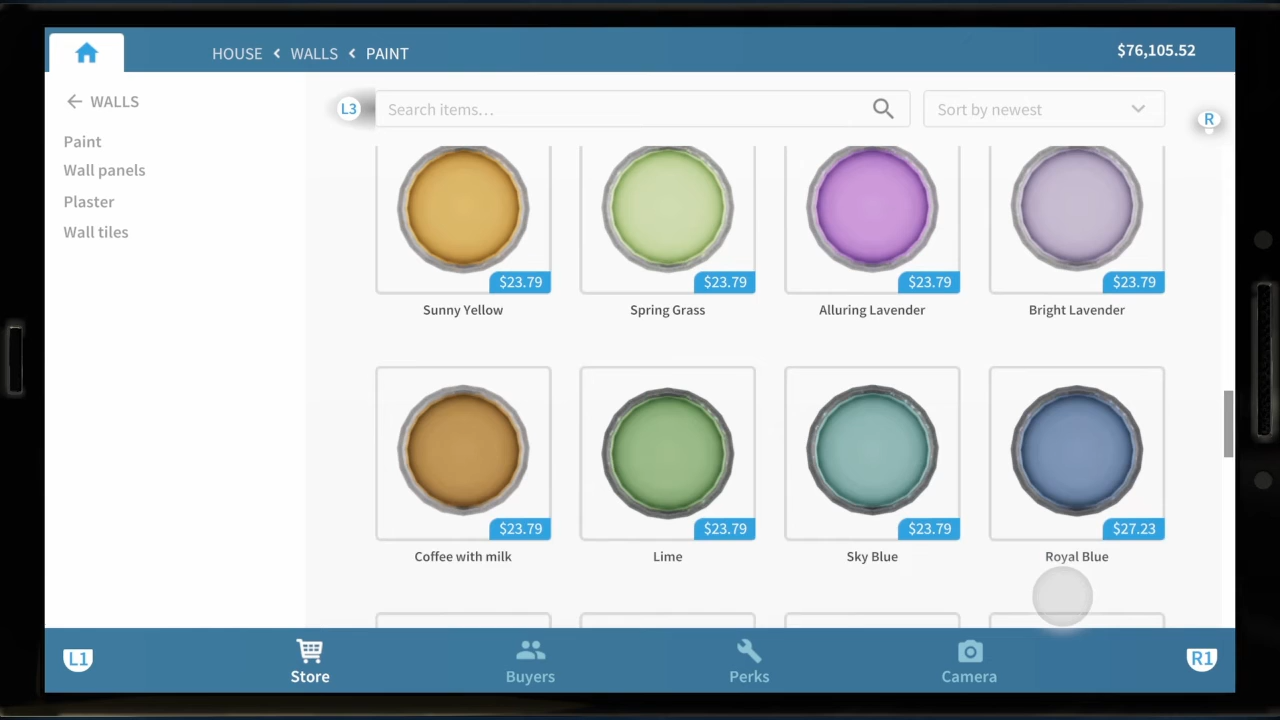 HOUSE < WALLS < PAINT
$76,105.52
WALLS
Paint
Wall panels
Plaster
Wall tiles
L3
Search items...
Sort by newest
R
$23.79
$23.79
$23.79
$23.79
Sunny Yellow
Spring Grass
Alluring Lavender
Bright Lavender
$23.79
$23.79
$23.79
$27.23
Coffee with milk
Lime
Sky Blue
Royal Blue
L1
Store
Buyers
Perks
Camera
R1